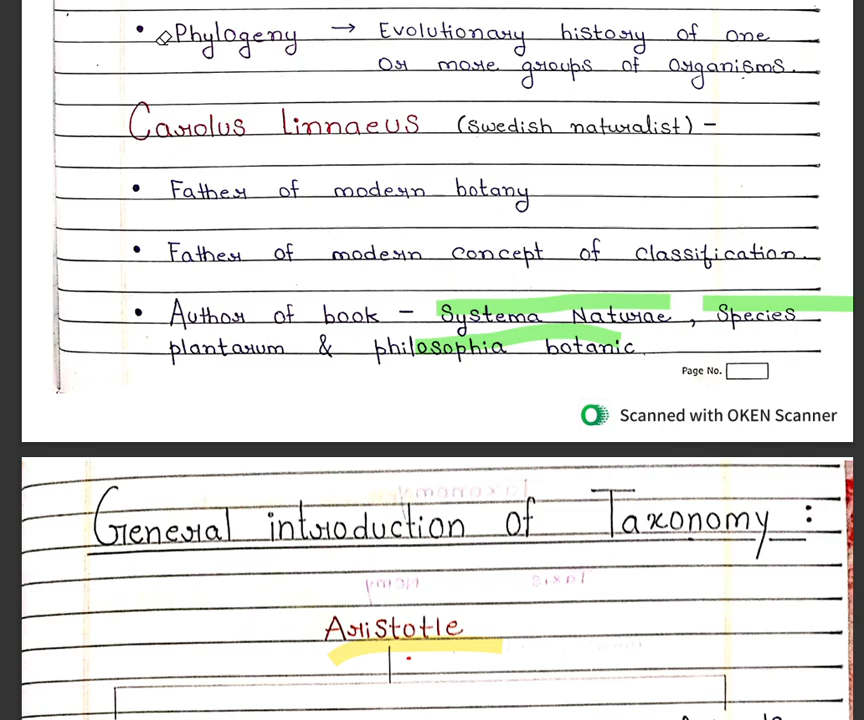 • Phylogeny → Evolutionary history of one
or more groups of organisms.
Carolus Linnaeus (Swedish naturalist) –
• Father of modern botany
• Father of modern concept of classification.
• Author of book – Systema Naturae, Species
plantarum & philosophia botanic.
Page No.
Scanned with OKEN Scanner
General introduction of Taxonomy :
Aristotle